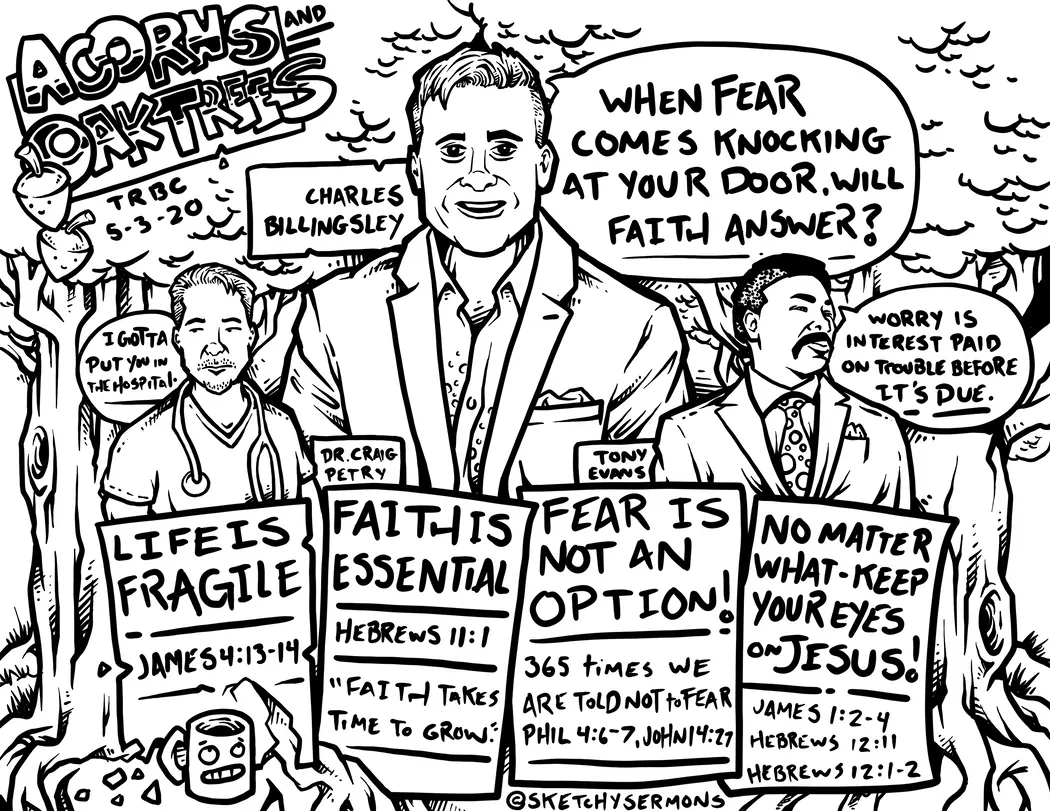 ACORNS AND
OAK TREES
TRBC
5-3-20
CHARLES
BILLINGSLEY
WHEN FEAR
COMES KNOCKING
AT YOUR DOOR, WILL
FAITH ANSWER?
I GOTTA
PUT YOU IN
THE HOSPITAL.
WORRY IS
INTEREST PAID
ON TROUBLE BEFORE
IT'S DUE.
DR. CRAIG
PETRY
TONY
EVANS
LIFE IS
FRAGILE
JAMES 4:13-14
FAITH IS
ESSENTIAL
HEBREWS 11:1
"FAITH TAKES
TIME TO GROW."
FEAR IS
NOT AN
OPTION!
365 times WE
ARE TOLD NOT to FEAR
PHIL 4:6-7, JOHN 14:27
NO MATTER
WHAT-KEEP
YOUR EYES
ON JESUS!
JAMES 1:2-4
HEBREWS 12:11
HEBREWS 12:1-2
©SKETCHYSERMONS